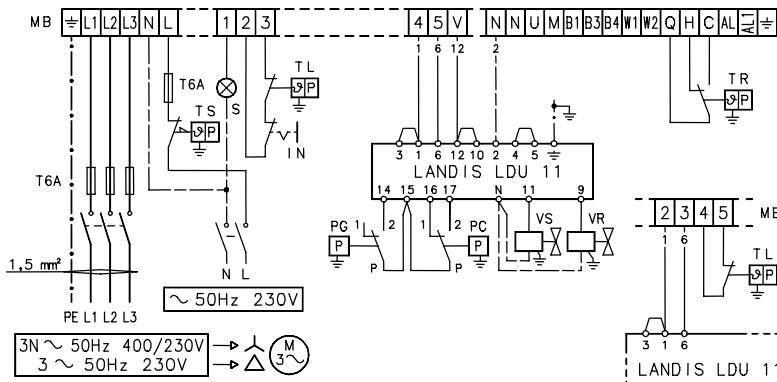 MB ⏚ L1 L2 L3 N L 1 2 3 4 5 V N N U M B1 B3 B4 W1 W2 Q H C AL AL1 ⏚
1 6 12 2
T6A S TL
ϑ P
TS
ϑ P
IN
TR
ϑ P
T6A
3 1 6 12 10 2 4 5
LANDIS LDU 11
14 15 16 17 N 11 9
PG P 1 2 P
1 2 P PC P
VS VR
1,5 mm²
N L
PE L1 L2 L3
~ 50Hz 230V
3N ~ 50Hz 400/230V
3 ~ 50Hz 230V
M
3~
2 3 4 5 MB
1 6
TL
ϑ P
3 1 6
LANDIS LDU 11